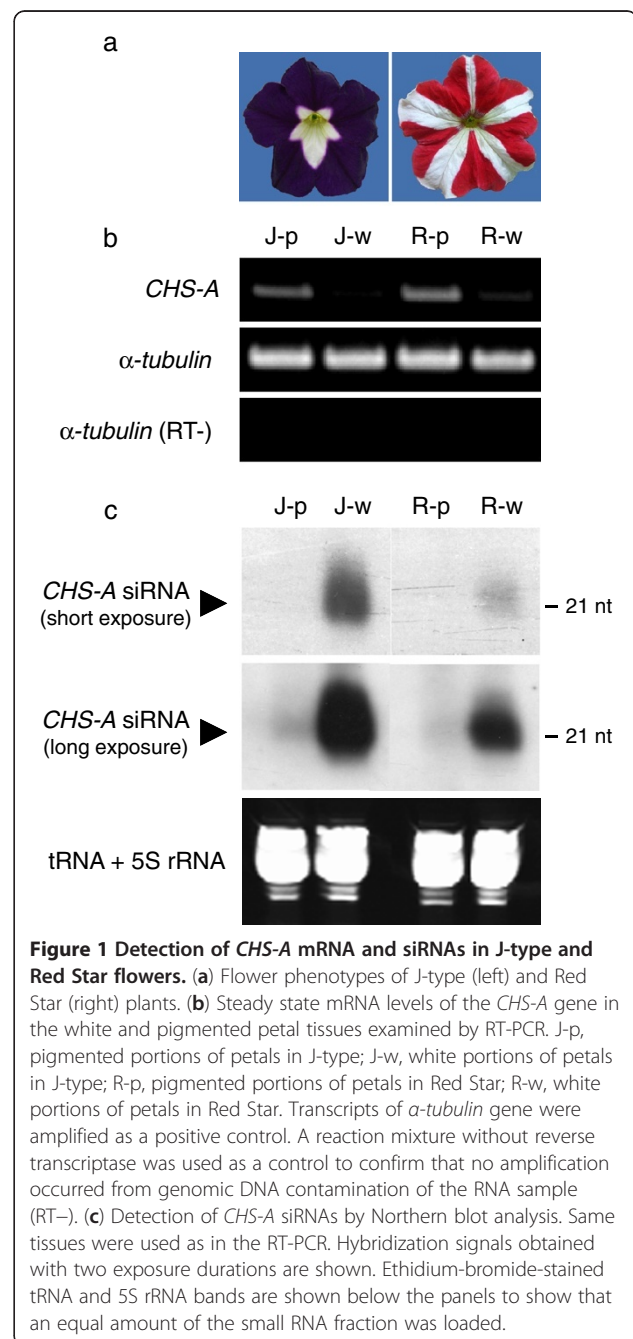 a
b
J-p J-w R-p R-w
CHS-A
α-tubulin
α-tubulin (RT-)
c
J-p J-w R-p R-w
CHS-A siRNA
(short exposure)
– 21 nt
CHS-A siRNA
(long exposure)
– 21 nt
tRNA + 5S rRNA
Figure 1 Detection of CHS-A mRNA and siRNAs in J-type and
Red Star flowers. (a) Flower phenotypes of J-type (left) and Red
Star (right) plants. (b) Steady state mRNA levels of the CHS-A gene in
the white and pigmented petal tissues examined by RT-PCR. J-p,
pigmented portions of petals in J-type; J-w, white portions of petals
in J-type; R-p, pigmented portions of petals in Red Star; R-w, white
portions of petals in Red Star. Transcripts of α-tubulin gene were
amplified as a positive control. A reaction mixture without reverse
transcriptase was used as a control to confirm that no amplification
occurred from genomic DNA contamination of the RNA sample
(RT−). (c) Detection of CHS-A siRNAs by Northern blot analysis. Same
tissues were used as in the RT-PCR. Hybridization signals obtained
with two exposure durations are shown. Ethidium-bromide-stained
tRNA and 5S rRNA bands are shown below the panels to show that
an equal amount of the small RNA fraction was loaded.